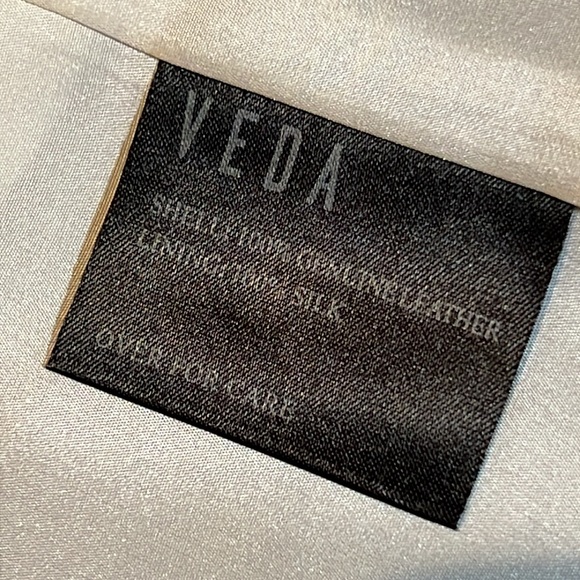 VEDA
SHELL: 100% GENUINE LEATHER
LINING: 100% SILK
OVER FOR CARE